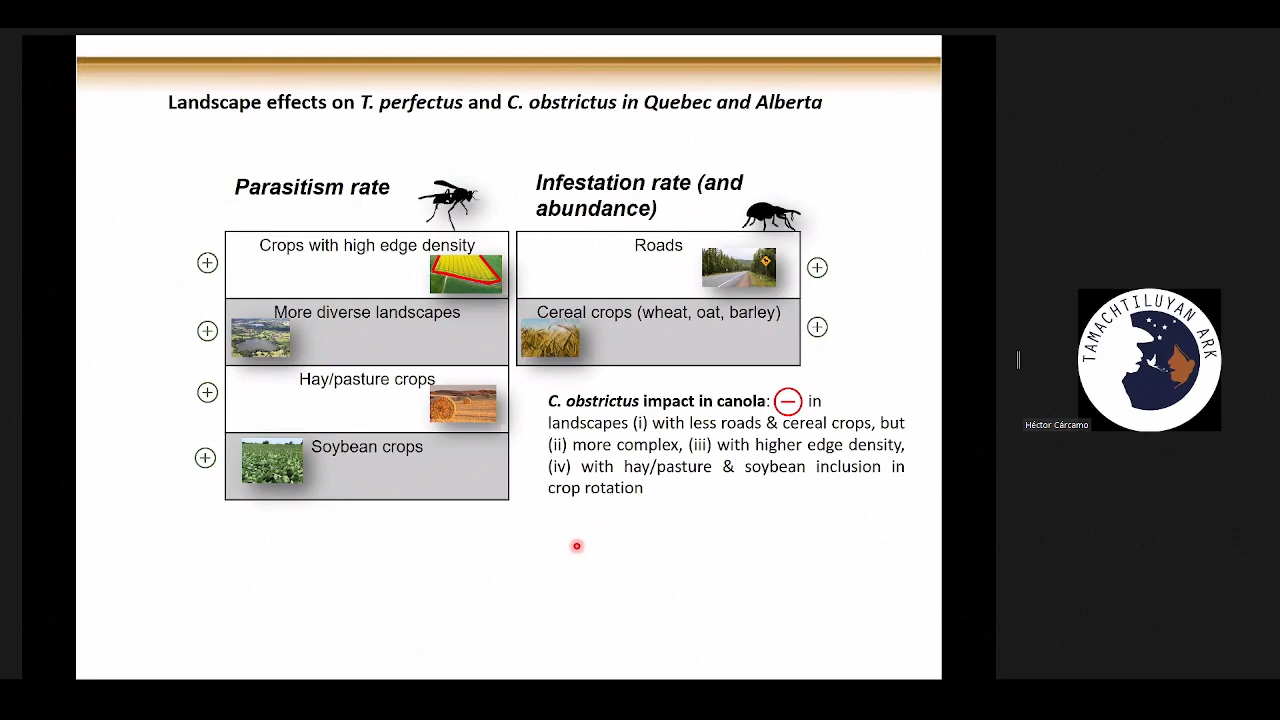 Landscape effects on T. perfectus and C. obstrictus in Quebec and Alberta
Parasitism rate
Crops with high edge density
More diverse landscapes
Hay/pasture crops
Soybean crops
Infestation rate (and
abundance)
Roads
Cereal crops (wheat, oat, barley)
C. obstrictus impact in canola: in
landscapes (i) with less roads & cereal crops, but
(ii) more complex, (iii) with higher edge density,
(iv) with hay/pasture & soybean inclusion in
crop rotation
TAMACHTILUYAN ARK
Héctor Cárcamo